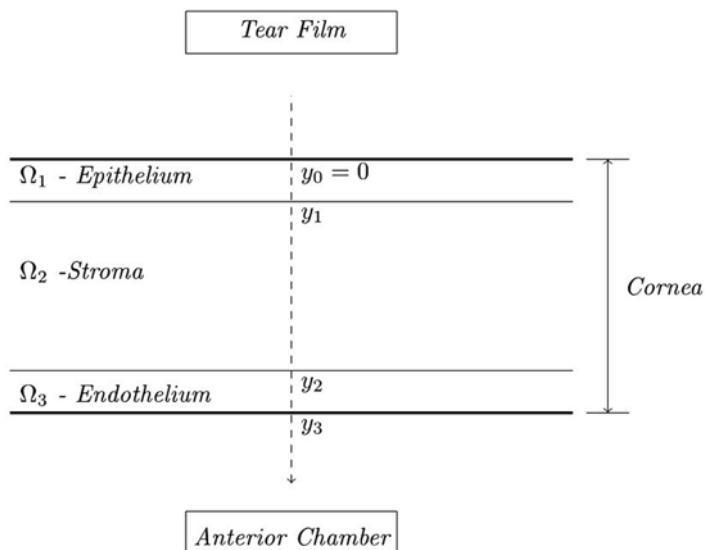 Tear Film
Ω₁ - Epithelium
y₀ = 0
y₁
Ω₂ -Stroma
Cornea
y₂
Ω₃ - Endothelium
y₃
Anterior Chamber